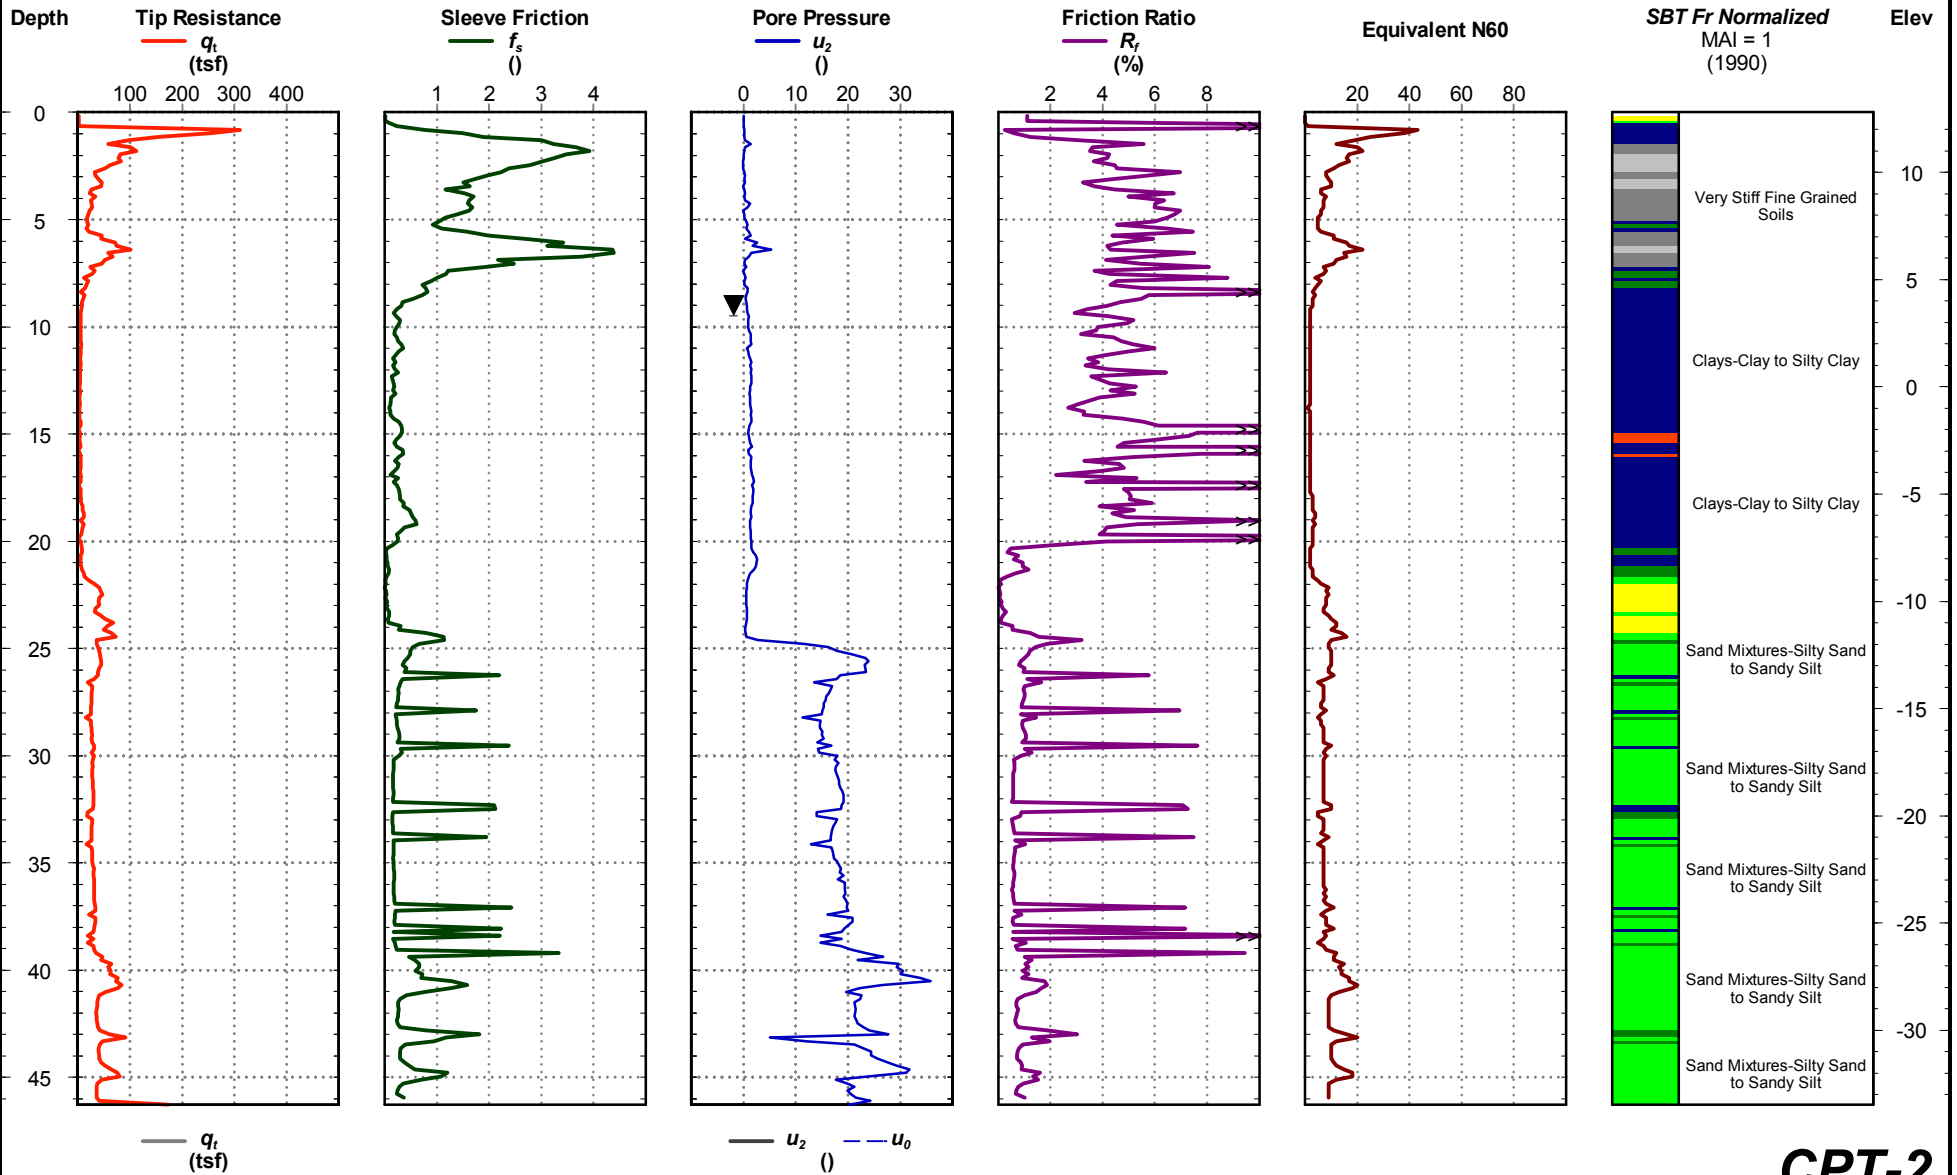 Depth
Tip Resistance
qt
(tsf)
Sleeve Friction
fs
()
Pore Pressure
u2
()
Friction Ratio
Rf
(%)
Equivalent N60
SBT Fr Normalized
MAI = 1
(1990)
Elev
100 200 300 400
1 2 3 4
0 10 20 30
2 4 6 8
20 40 60 80
0
5
10
15
20
25
30
35
40
45
>>
>>
>>
>>
>>
>>
>>
>>
Very Stiff Fine Grained
Soils
Clays-Clay to Silty Clay
Clays-Clay to Silty Clay
Sand Mixtures-Silty Sand
to Sandy Silt
Sand Mixtures-Silty Sand
to Sandy Silt
Sand Mixtures-Silty Sand
to Sandy Silt
Sand Mixtures-Silty Sand
to Sandy Silt
Sand Mixtures-Silty Sand
to Sandy Silt
10
5
0
-5
-10
-15
-20
-25
-30
qt
(tsf)
u2 u0
()
CPT-2